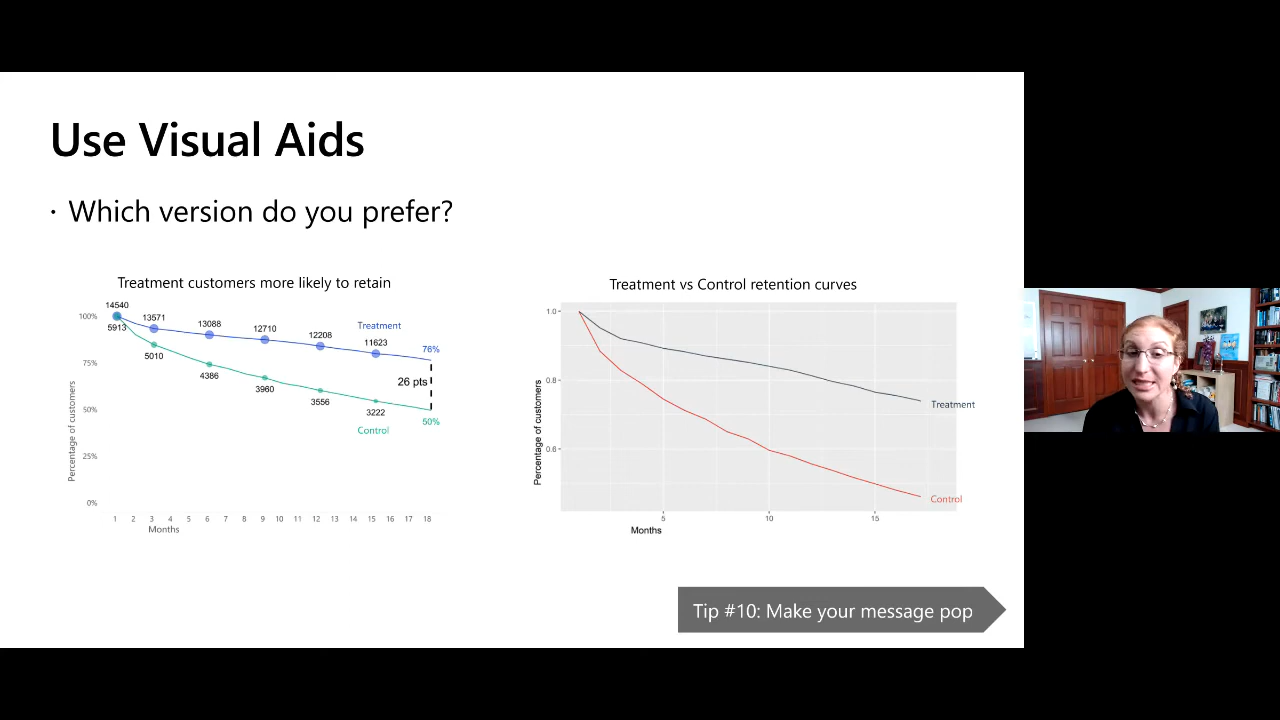 Use Visual Aids
• Which version do you prefer?
Treatment customers more likely to retain
14540
100%
5913
13571
13088
12710
12208
11623
Treatment
76%
75%
5010
4386
3960
3556
3222
26 pts
50%
50%
Control
25%
0%
Percentage of customers
1 2 3 4 5 6 7 8 9 10 11 12 13 14 15 16 17 18
Months
Treatment vs Control retention curves
1.0
0.8
0.6
Percentage of customers
Treatment
Control
5 10 15
Months
Tip #10: Make your message pop